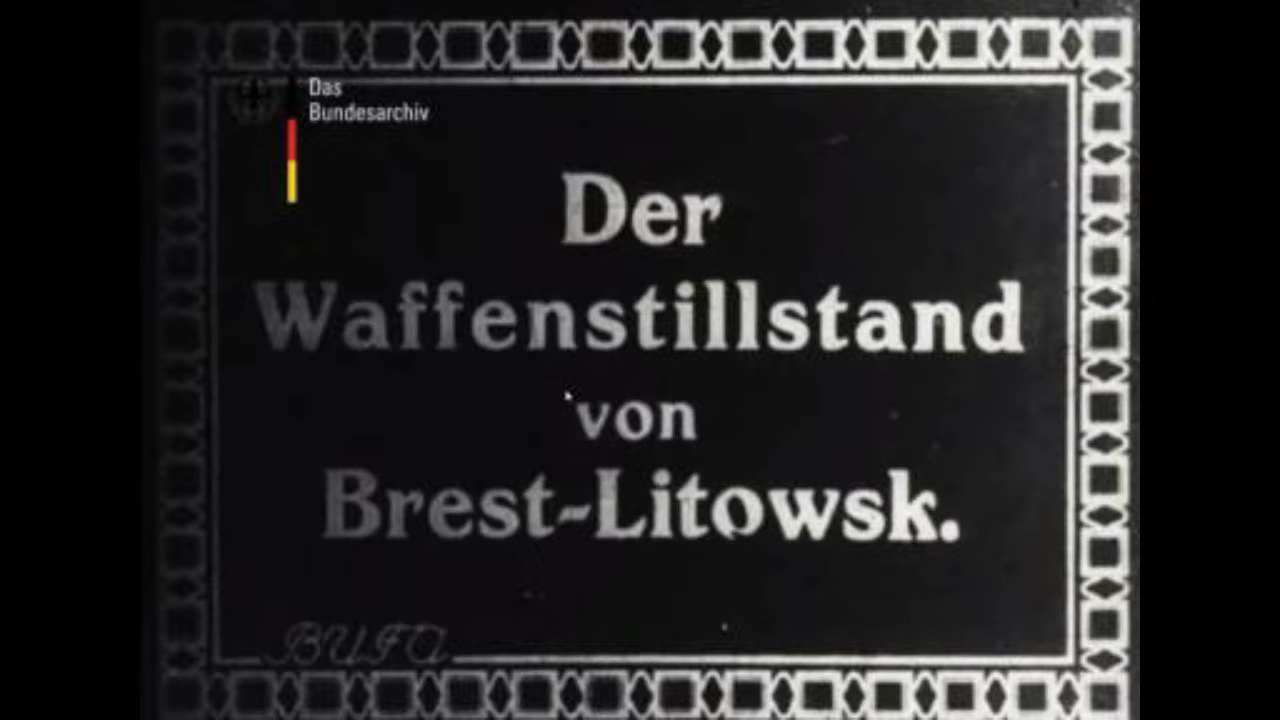 Das
Bundesarchiv
Der
Waffenstillstand
von
Brest-Litowsk.
BUFA